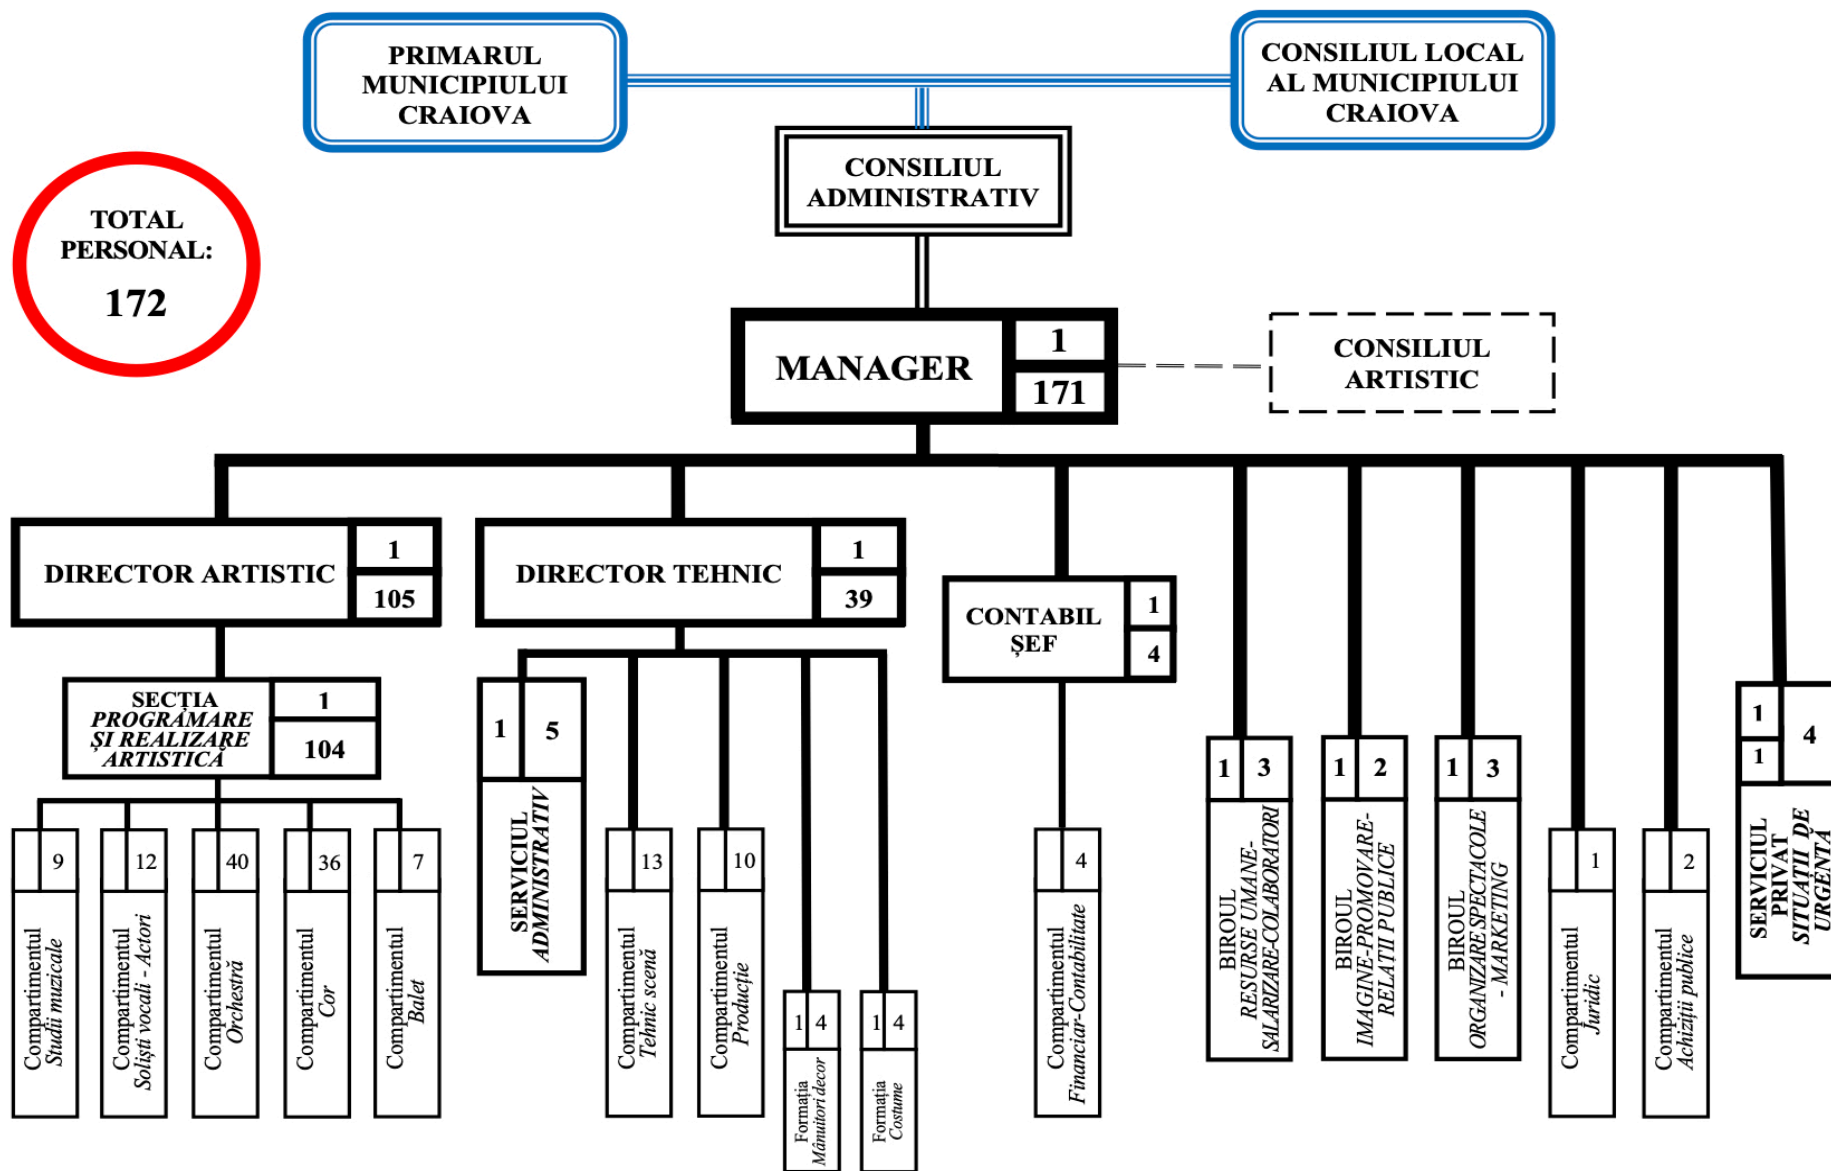 PRIMARUL
MUNICIPIULUI
CRAIOVA
CONSILIUL LOCAL
AL MUNICIPIULUI
CRAIOVA
CONSILIUL
ADMINISTRATIV
TOTAL
PERSONAL:
172
MANAGER
1
171
CONSILIUL
ARTISTIC
DIRECTOR ARTISTIC
1
105
DIRECTOR TEHNIC
1
39
CONTABIL
ȘEF
1
4
SECȚIA
PROGRAMARE
ȘI REALIZARE
ARTISTICĂ
1
104
9
Compartimentul
Studii muzicale
12
Compartimentul
Soliști vocali - Actori
40
Compartimentul
Orchestră
36
Compartimentul
Cor
7
Compartimentul
Balet
1 5
SERVICIUL
ADMINISTRATIV
13
Compartimentul
Tehnic scenă
10
Compartimentul
Producție
1 4
Formația
Mânuitori decor
1 4
Formația
Costume
4
Compartimentul
Financiar-Contabilitate
1 3
BIROUL
RESURSE UMANE-
SALARIZARE-COLABORATORI
1 2
BIROUL
IMAGINE-PROMOVARE-
RELATII PUBLICE
1 3
BIROUL
ORGANIZARE SPECTACOLE
- MARKETING
1
Compartimentul
Juridic
2
Compartimentul
Achiziții publice
1
1
4
SERVICIUL
PRIVAT
SITUATII DE
URGENTĂ